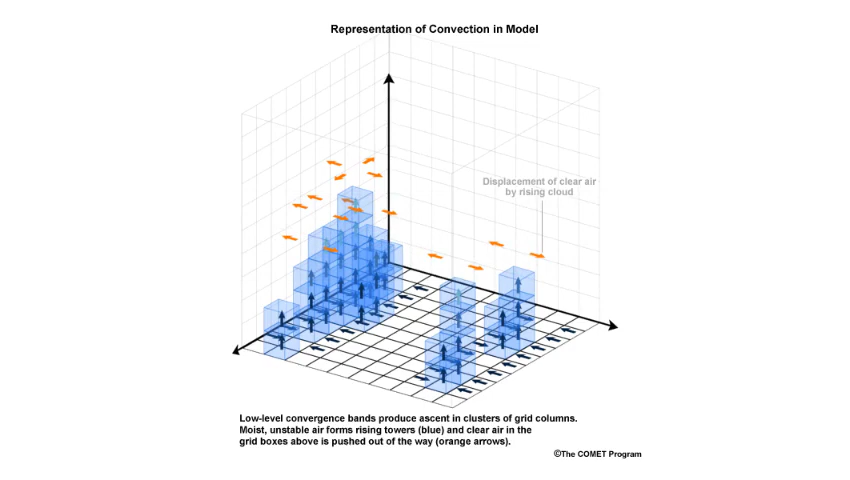 Representation of Convection in Model
Displacement of clear air
by rising cloud
Low-level convergence bands produce ascent in clusters of grid columns.
Moist, unstable air forms rising towers (blue) and clear air in the
grid boxes above is pushed out of the way (orange arrows).
©The COMET Program